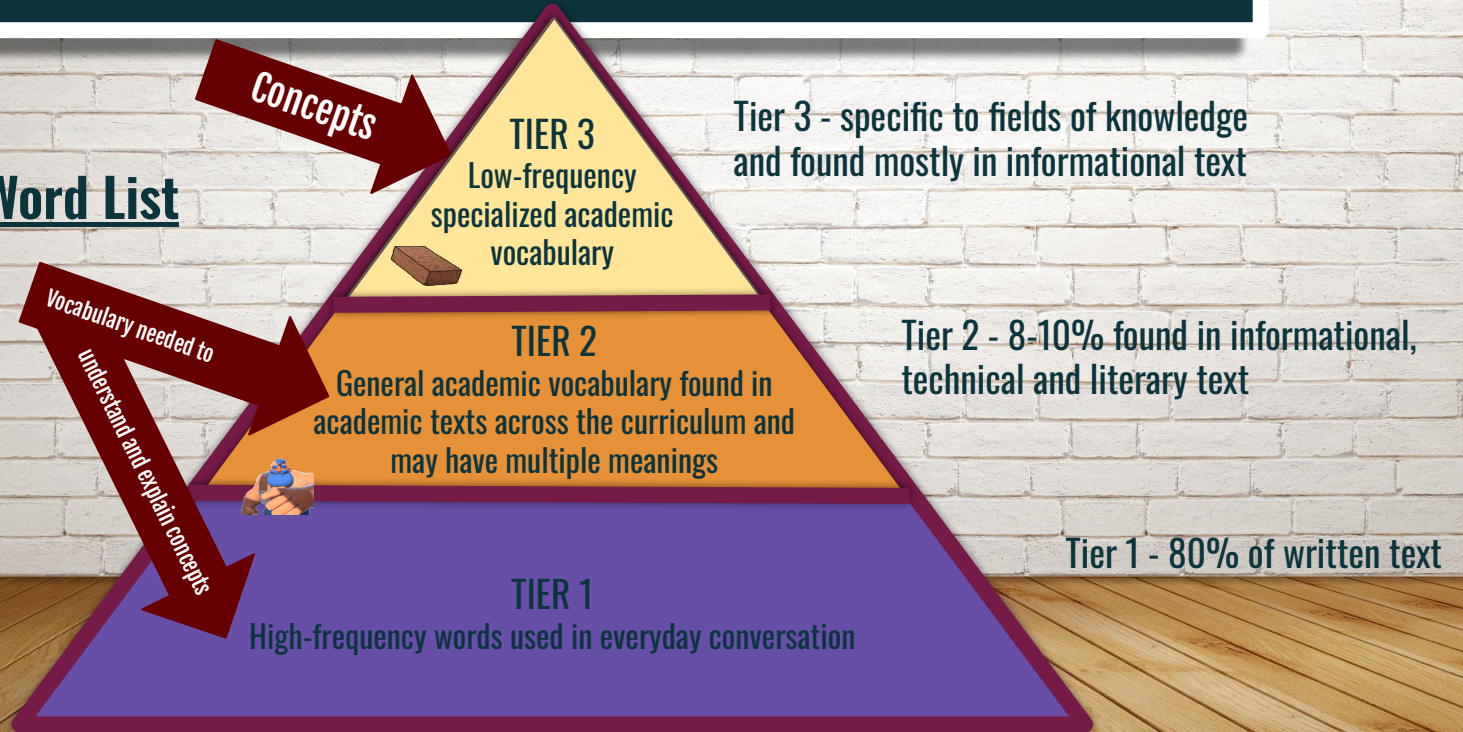 Concepts
TIER 3
Low-frequency
specialized academic
vocabulary
Tier 3 - specific to fields of knowledge
and found mostly in informational text
Word List
Vocabulary needed to
understand and explain concepts
TIER 2
General academic vocabulary found in
academic texts across the curriculum and
may have multiple meanings
Tier 2 - 8-10% found in informational,
technical and literary text
Tier 1 - 80% of written text
TIER 1
High-frequency words used in everyday conversation